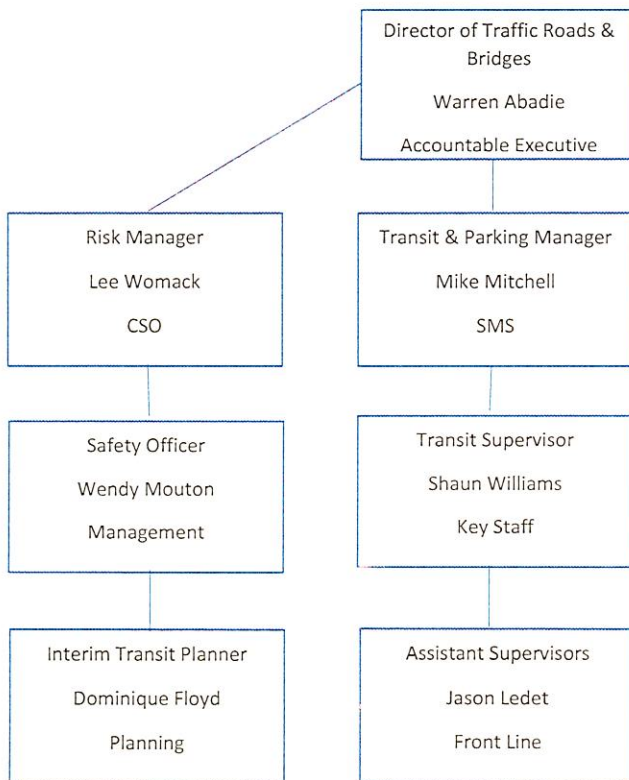 Director of Traffic Roads &
Bridges
Warren Abadie
Accountable Executive
Risk Manager
Lee Womack
CSO
Transit & Parking Manager
Mike Mitchell
SMS
Safety Officer
Wendy Mouton
Management
Transit Supervisor
Shaun Williams
Key Staff
Interim Transit Planner
Dominique Floyd
Planning
Assistant Supervisors
Jason Ledet
Front Line